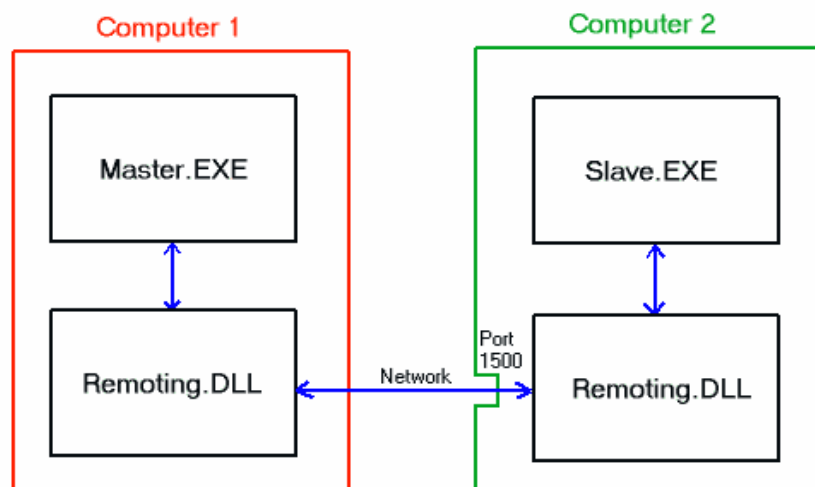 Computer 1
Computer 2
Master.EXE
Slave.EXE
Port
1500
Network
Remoting.DLL
Remoting.DLL